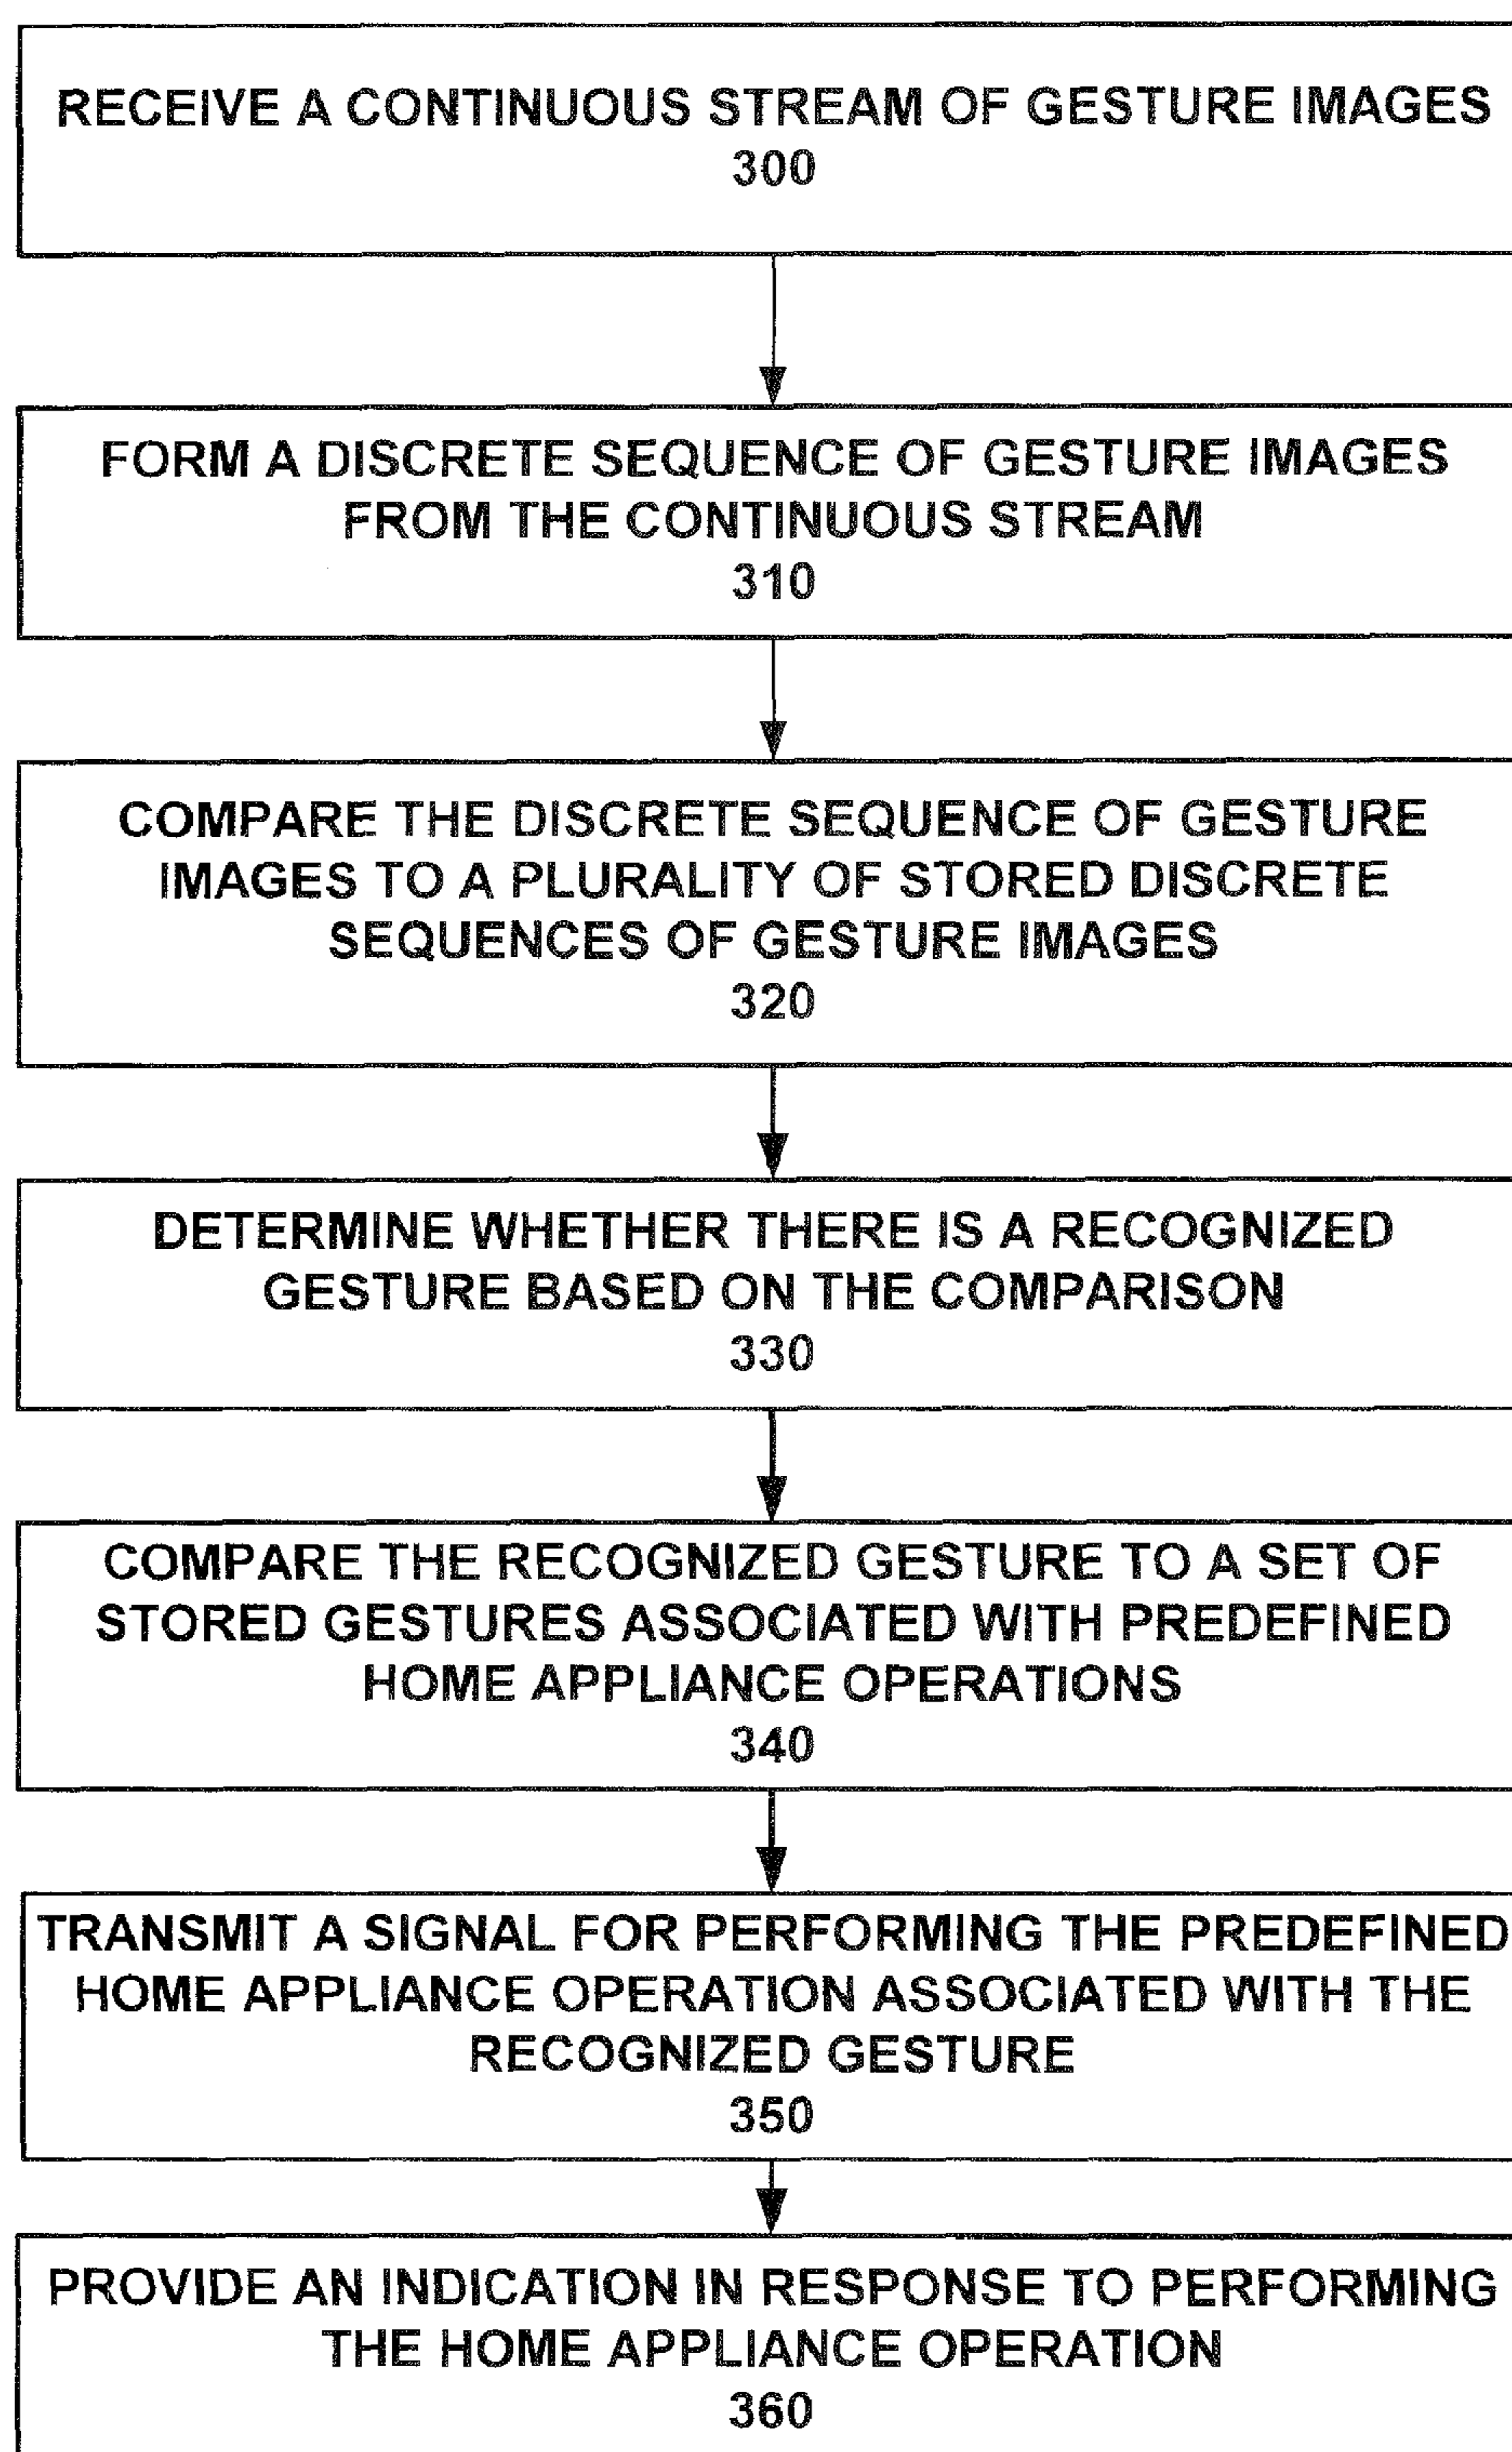 RECEIVE A CONTINUOUS STREAM OF GESTURE IMAGES
300
FORM A DISCRETE SEQUENCE OF GESTURE IMAGES
FROM THE CONTINUOUS STREAM
310
COMPARE THE DISCRETE SEQUENCE OF GESTURE
IMAGES TO A PLURALITY OF STORED DISCRETE
SEQUENCES OF GESTURE IMAGES
320
DETERMINE WHETHER THERE IS A RECOGNIZED
GESTURE BASED ON THE COMPARISON
330
COMPARE THE RECOGNIZED GESTURE TO A SET OF
STORED GESTURES ASSOCIATED WITH PREDEFINED
HOME APPLIANCE OPERATIONS
340
TRANSMIT A SIGNAL FOR PERFORMING THE PREDEFINED
HOME APPLIANCE OPERATION ASSOCIATED WITH THE
RECOGNIZED GESTURE
350
PROVIDE AN INDICATION IN RESPONSE TO PERFORMING
THE HOME APPLIANCE OPERATION
360